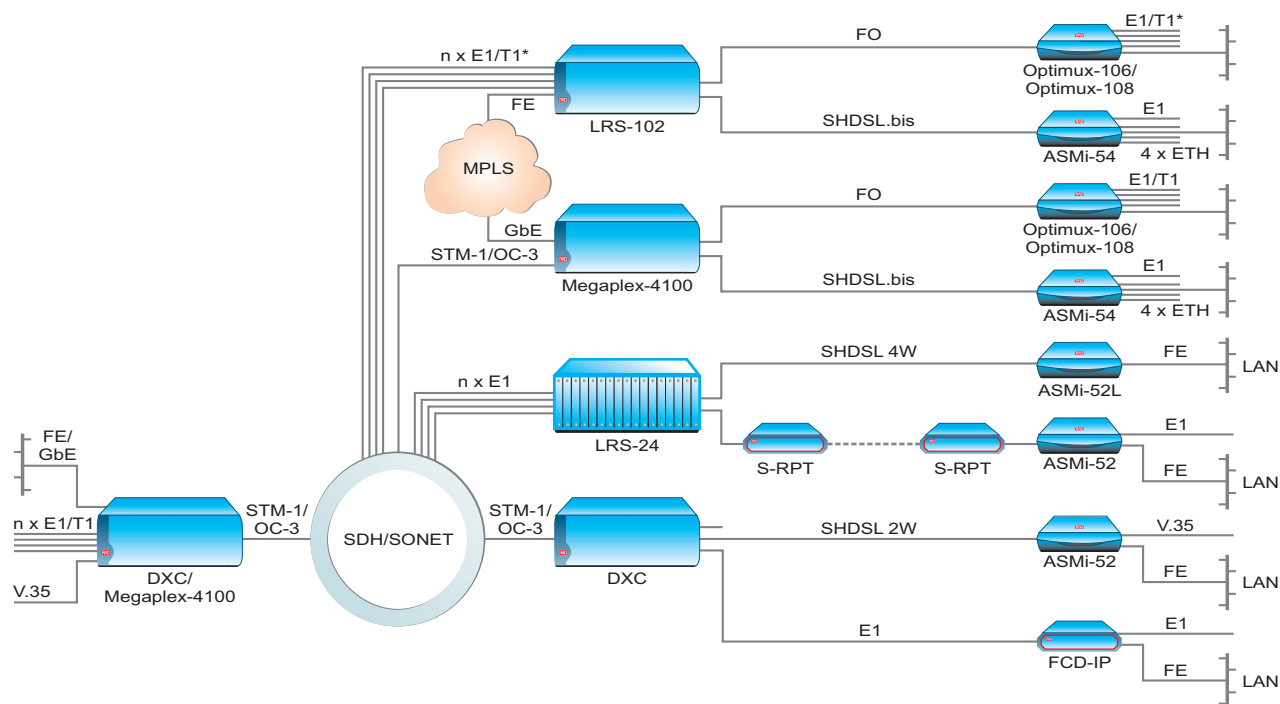 n x E1/T1*
FE
LRS-102
FO
E1/T1*
Optimux-106/
Optimux-108
SHDSL.bis
E1
ASMi-54
4 x ETH
MPLS
GbE
STM-1/OC-3
Megaplex-4100
FO
E1/T1
Optimux-106/
Optimux-108
SHDSL.bis
E1
ASMi-54
4 x ETH
n x E1
LRS-24
SHDSL 4W
ASMi-52L
FE
LAN
S-RPT
S-RPT
ASMi-52
E1
FE
LAN
FE/
GbE
n x E1/T1
V.35
DXC/
Megaplex-4100
STM-1/
OC-3
SDH/SONET
STM-1/
OC-3
DXC
SHDSL 2W
ASMi-52
V.35
FE
LAN
E1
FCD-IP
E1
FE
LAN